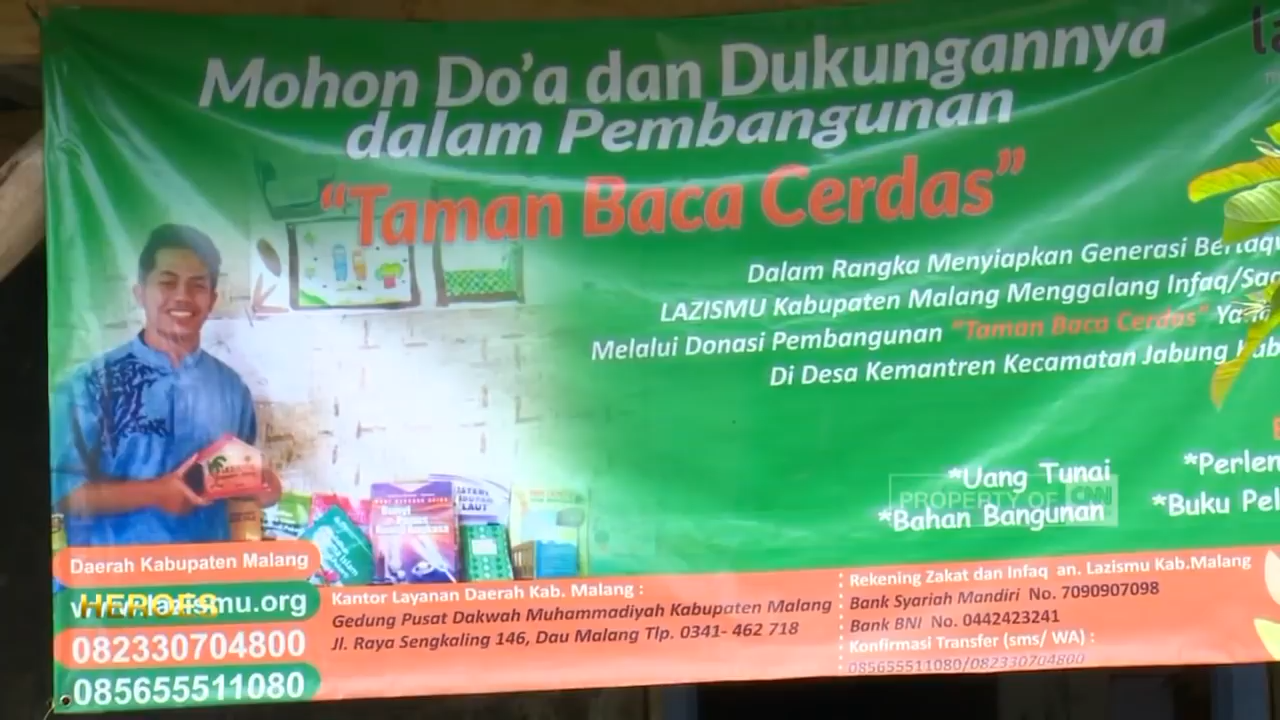 Mohon Do'a dan Dukungannya
dalam Pembangunan
"Taman Baca Cerdas"
Dalam Rangka Menyiapkan Generasi
LAZISMU Kabupaten Malang Menggalang Infaq/
Melalui Donasi Pembangunan "Taman Baca Cerdas"
Di Desa Kemantren Kecamatan Jabung
*Uang Tunai
*Bahan Bangunan
*Buku
PROPERTY OF CNN
Daerah Kabupaten Malang
HEROES
082330704800
085655511080
Kantor Layanan Daerah Kab. Malang :
Gedung Pusat Dakwah Muhammadiyah Kabupaten Malang
Jl. Raya Sengkaling 146, Dau Malang Tlp. 0341- 462 718
Rekening Zakat dan Infaq an. Lazismu Kab.Malang
Bank Syariah Mandiri No. 7090907098
Bank BNI No. 0442423241
Konfirmasi Transfer (sms/ WA) :
085655511080/082330704800